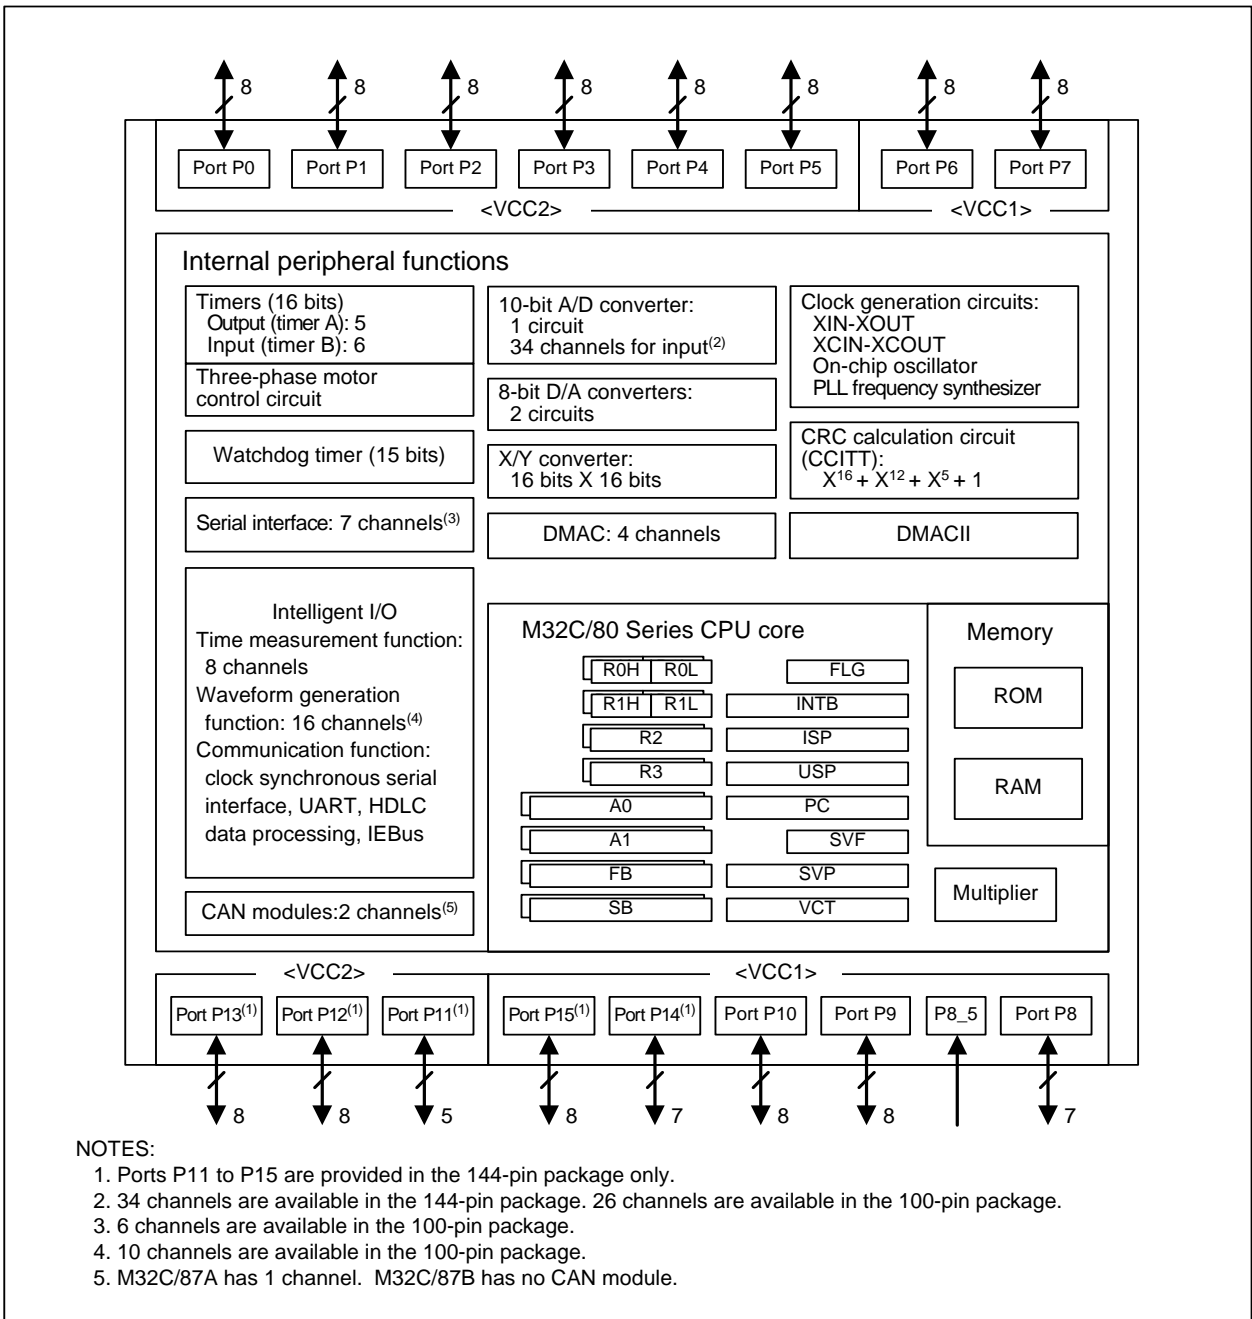 8 8 8 8 8 8 8 8
Port P0 Port P1 Port P2 Port P3 Port P4 Port P5 Port P6 Port P7
<VCC2> <VCC1>
Internal peripheral functions
Timers (16 bits)
Output (timer A): 5
Input (timer B): 6
Three-phase motor
control circuit
Watchdog timer (15 bits)
Serial interface: 7 channels(3)
Intelligent I/O
Time measurement function:
8 channels
Waveform generation
function: 16 channels(4)
Communication function:
clock synchronous serial
interface, UART, HDLC
data processing, IEBus
CAN modules:2 channels(5)
10-bit A/D converter:
1 circuit
34 channels for input(2)
8-bit D/A converters:
2 circuits
X/Y converter:
16 bits X 16 bits
DMAC: 4 channels
Clock generation circuits:
XIN-XOUT
XCIN-XCOUT
On-chip oscillator
PLL frequency synthesizer
CRC calculation circuit
(CCITT):
X16 + X12 + X5 + 1
DMACII
M32C/80 Series CPU core
R0H R0L FLG
R1H R1L INTB
R2 ISP
R3 USP
A0 PC
A1 SVF
FB SVP
SB VCT
Memory
ROM
RAM
Multiplier
<VCC2> <VCC1>
Port P13(1) Port P12(1) Port P11(1) Port P15(1) Port P14(1) Port P10 Port P9 P8_5 Port P8
8 8 5 8 7 8 8 7
NOTES:
1. Ports P11 to P15 are provided in the 144-pin package only.
2. 34 channels are available in the 144-pin package. 26 channels are available in the 100-pin package.
3. 6 channels are available in the 100-pin package.
4. 10 channels are available in the 100-pin package.
5. M32C/87A has 1 channel. M32C/87B has no CAN module.